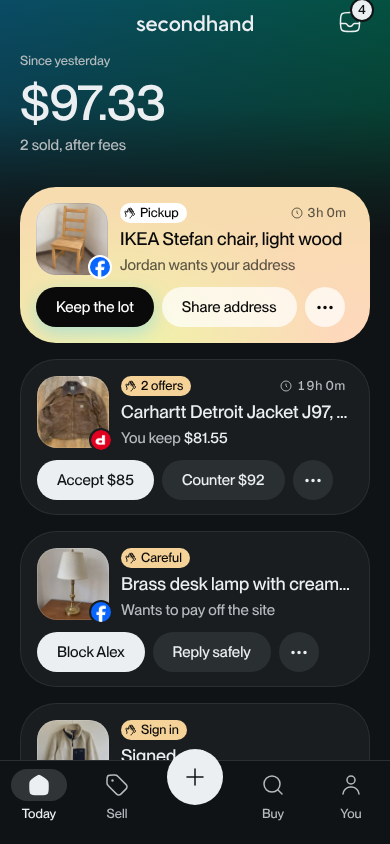 secondhand
4
Since yesterday
$97.33
2 sold, after fees
Pickup
3h 0m
IKEA Stefan chair, light wood
Jordan wants your address
Keep the lot
Share address
2 offers
19h 0m
Carhartt Detroit Jacket J97, ...
You keep $81.55
Accept $85
Counter $92
Careful
Brass desk lamp with cream...
Wants to pay off the site
Block Alex
Reply safely
Sign in
Signed
Today
Sell
Buy
You